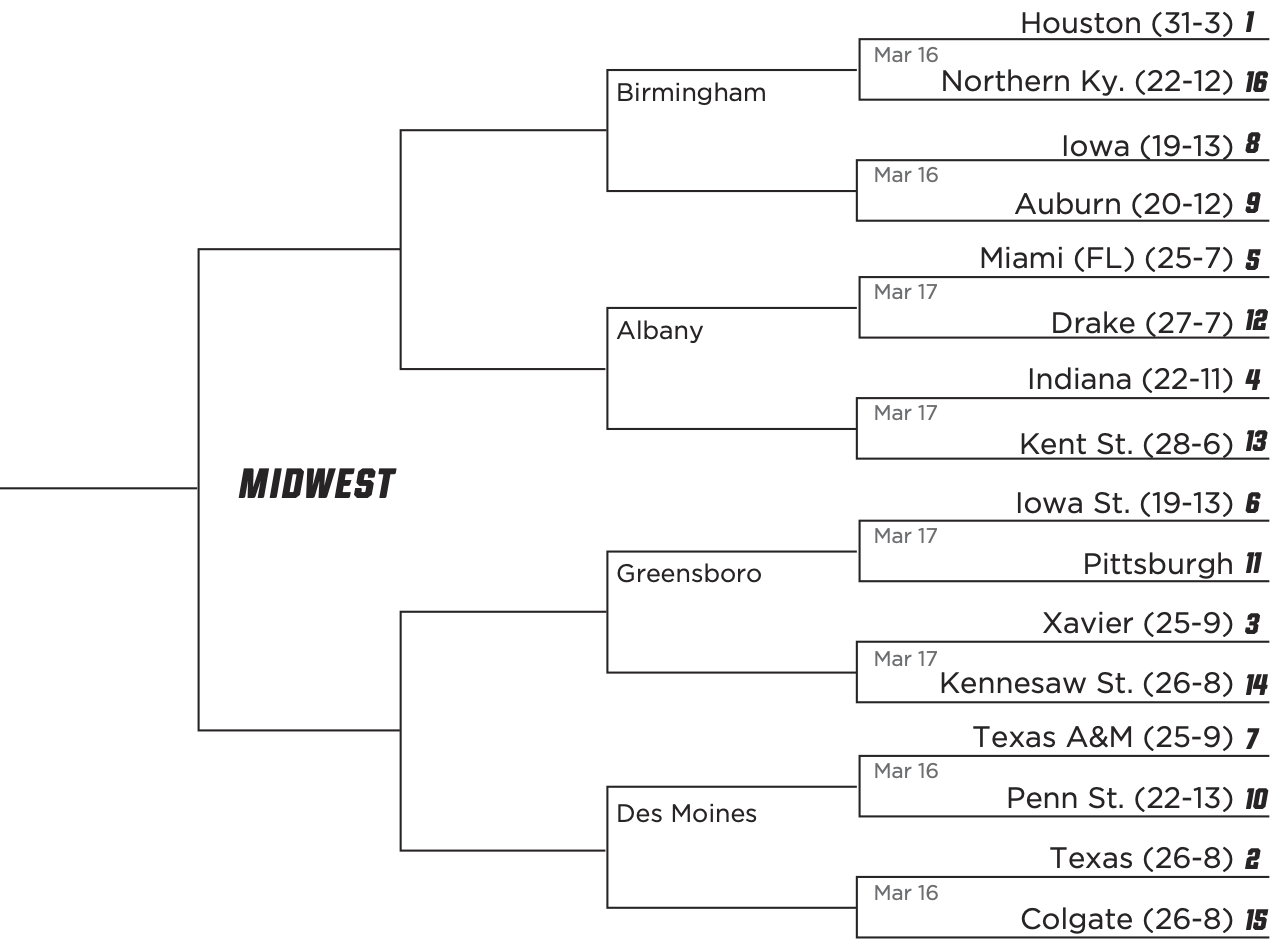 Houston (31-3) 1
Mar 16
Northern Ky. (22-12) 16
Birmingham
Iowa (19-13) 8
Mar 16
Auburn (20-12) 9
Miami (FL) (25-7) 5
Mar 17
Drake (27-7) 12
Albany
Indiana (22-11) 4
Mar 17
Kent St. (28-6) 13
MIDWEST
Iowa St. (19-13) 6
Mar 17
Pittsburgh 11
Greensboro
Xavier (25-9) 3
Mar 17
Kennesaw St. (26-8) 14
Texas A&M (25-9) 7
Mar 16
Penn St. (22-13) 10
Des Moines
Texas (26-8) 2
Mar 16
Colgate (26-8) 15